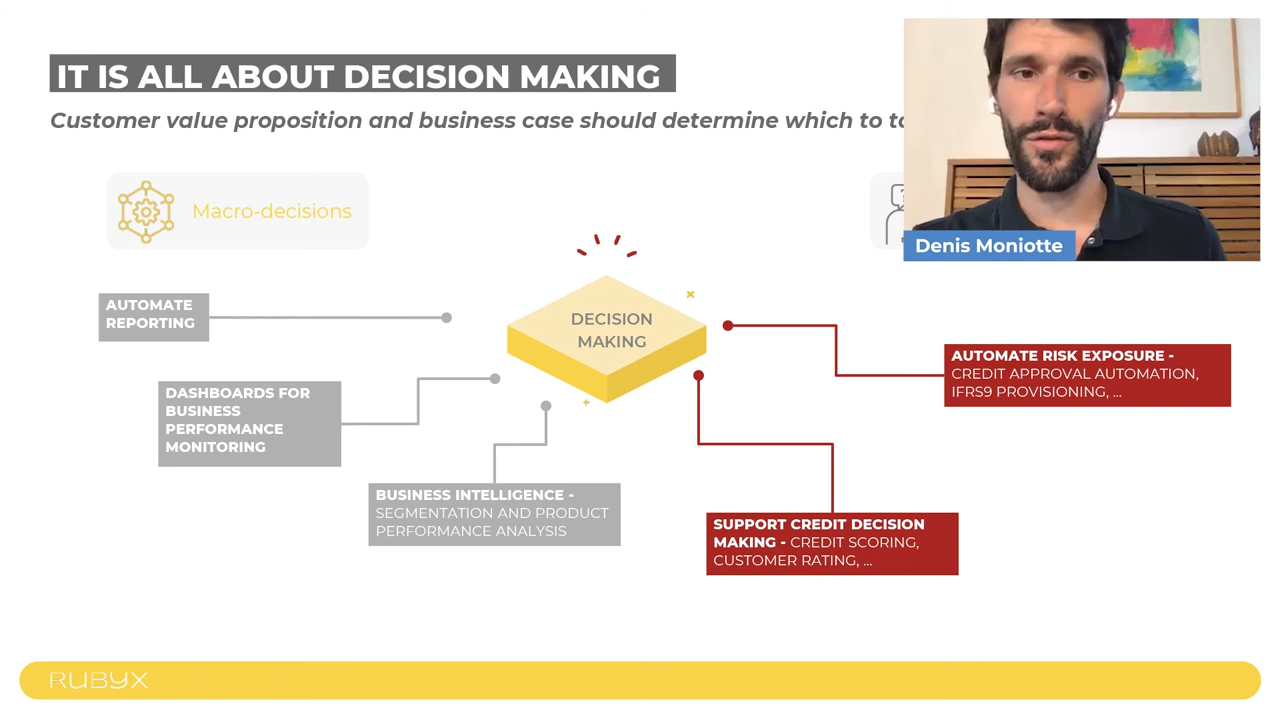 IT IS ALL ABOUT DECISION MAKING
Customer value proposition and business case should determine which to
Macro-decisions
Denis Moniotte
DECISION
MAKING
AUTOMATE
REPORTING
DASHBOARDS FOR
BUSINESS
PERFORMANCE
MONITORING
BUSINESS INTELLIGENCE -
SEGMENTATION AND PRODUCT
PERFORMANCE ANALYSIS
AUTOMATE RISK EXPOSURE -
CREDIT APPROVAL AUTOMATION,
IFRS9 PROVISIONING, ...
SUPPORT CREDIT DECISION
MAKING - CREDIT SCORING,
CUSTOMER RATING, ...
RUBYX